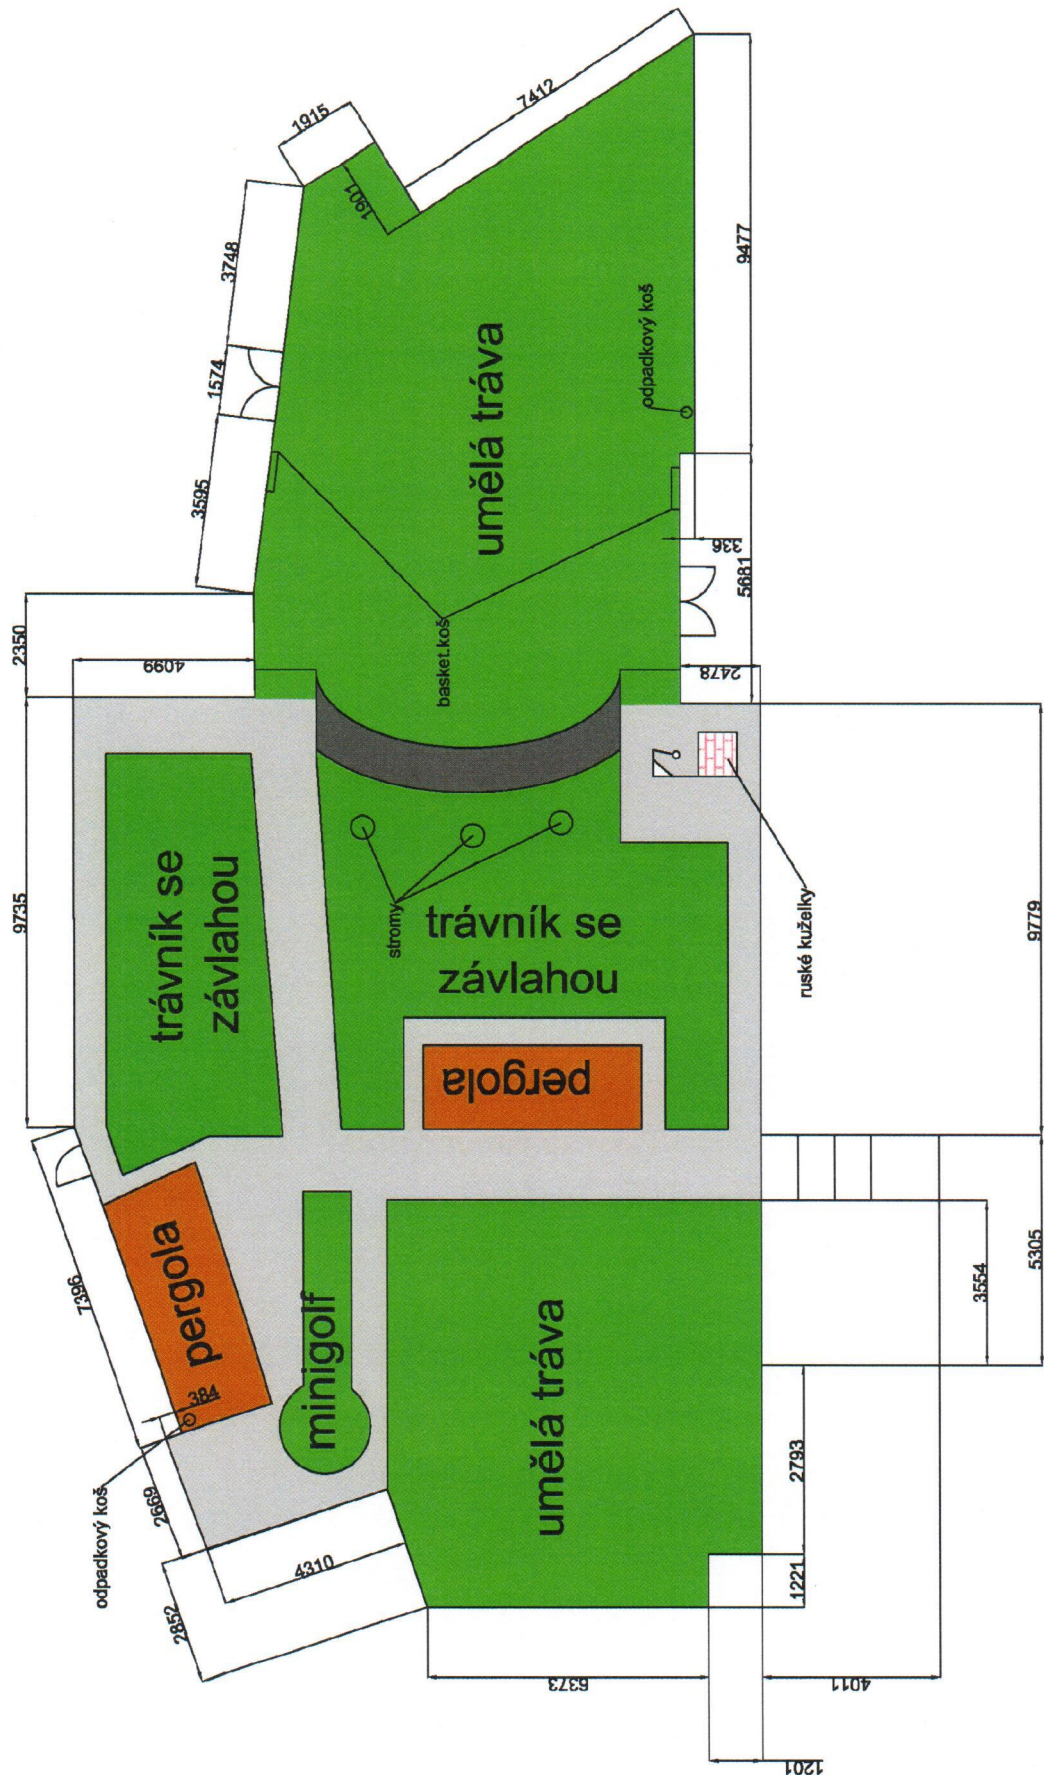 7412
1915
1901
3748
1574
3595
9477
odpadkový koš
umělá tráva
336
5681
basket.koš
2350
4099
2478
9735
trávník se
závlahou
stromy
trávník se
závlahou
ruské kuželky
9779
pergola
pergola
7396
384
minigolf
umělá tráva
3554
5305
2793
1221
odpadkový koš
2669
4310
2852
6373
4011
1201